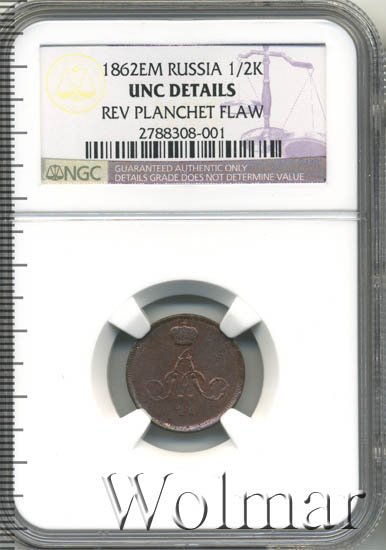 1862EM RUSSIA 1/2K
UNC DETAILS
REV PLANCHET FLAW
2788308-001
NGC
GUARANTEED AUTHENTIC ONLY
DETAILS GRADE DOES NOT DETERMINE VALUE
A
II
Wolmar